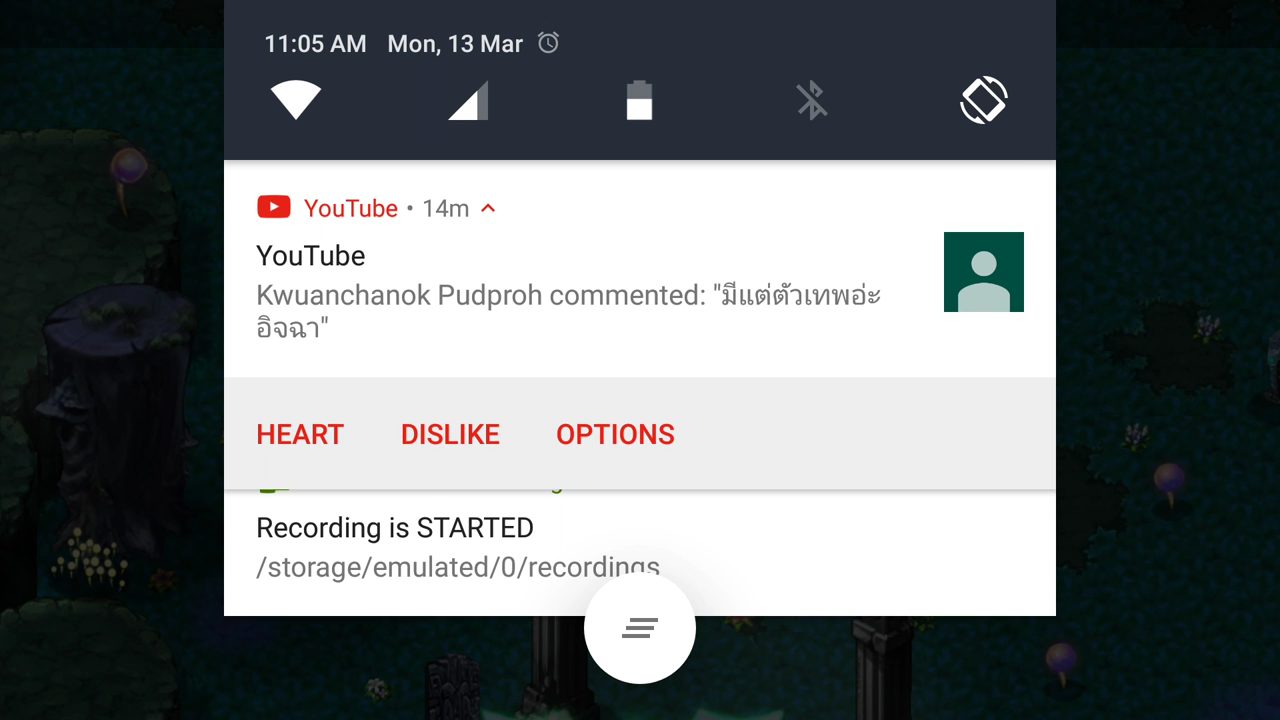 11:05 AM Mon, 13 Mar
YouTube • 14m
YouTube
Kwuanchanok Pudproh commented: "มีแต่ตัวเทพอ่ะ
อิจฉา"
HEART DISLIKE OPTIONS
Recording is STARTED
/storage/emulated/0/recordings